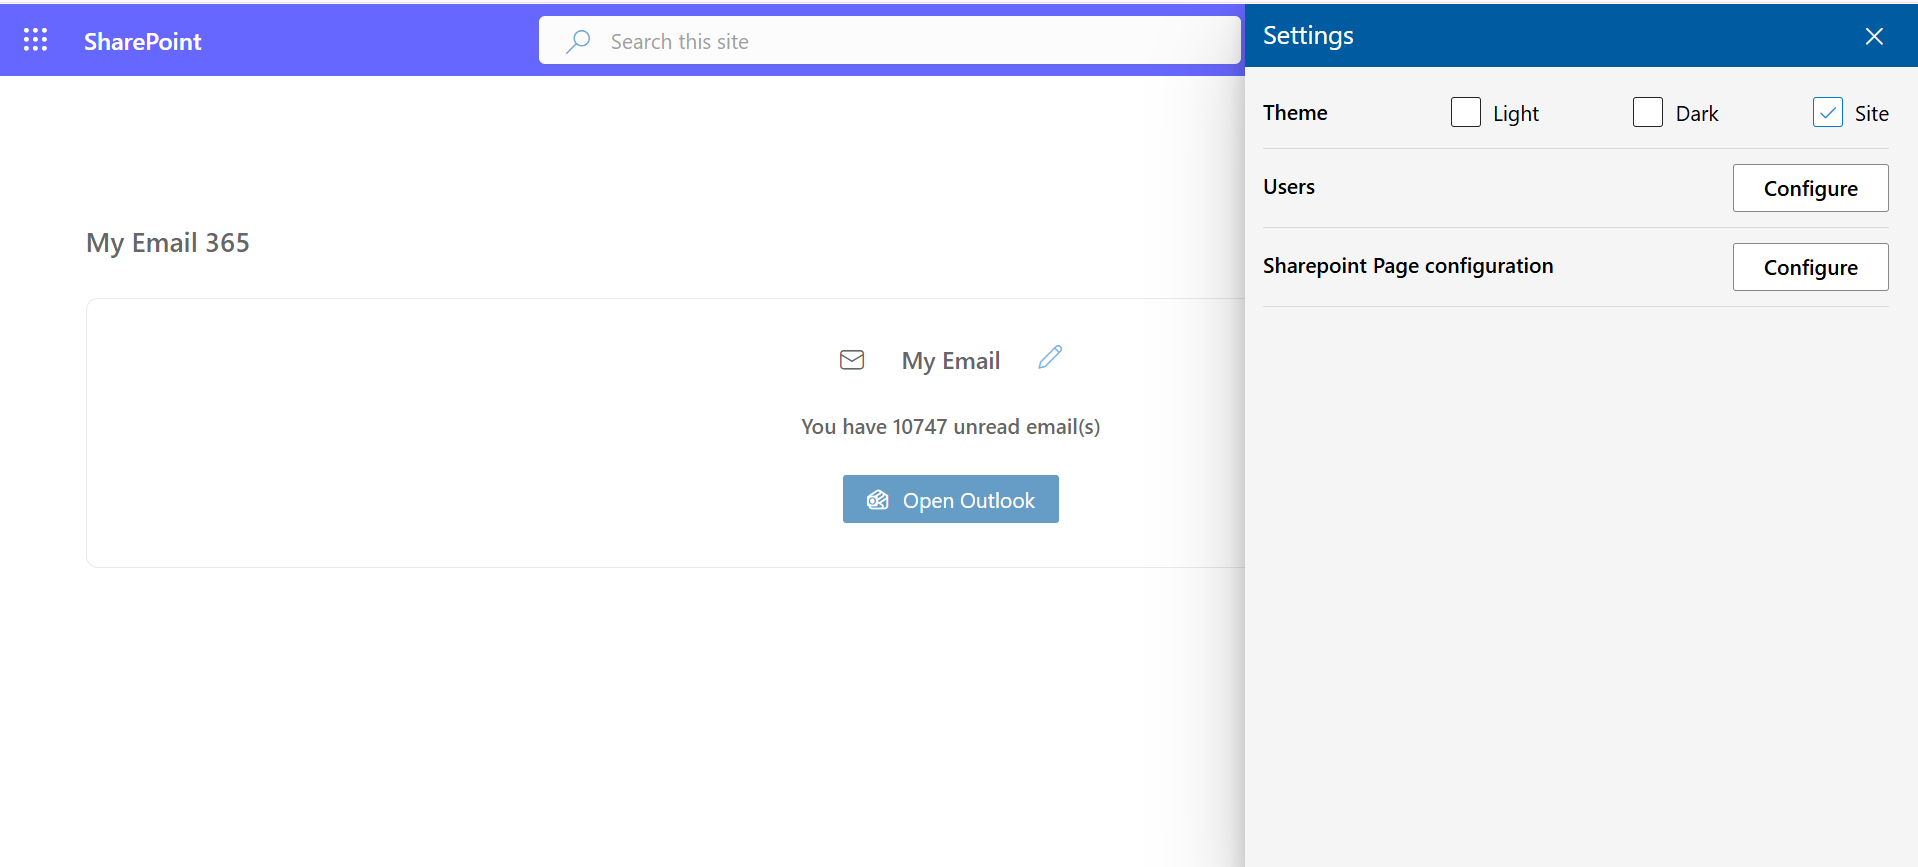 SharePoint
Search this site
Settings
Theme
Light
Dark
Site
Users
Configure
Sharepoint Page configuration
Configure
My Email 365
My Email
You have 10747 unread email(s)
Open Outlook